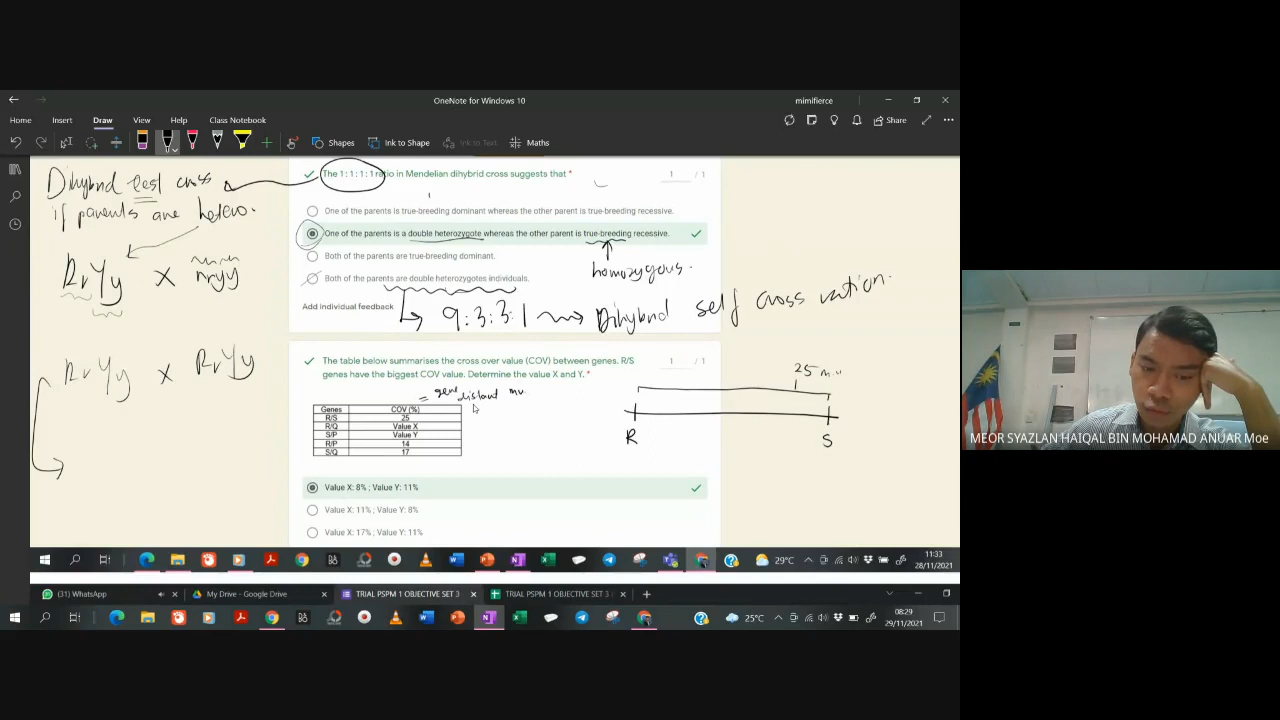 OneNote for Windows 10
mimifierce
Home
Insert
Draw
View
Help
Class Notebook
Share
Shapes
Ink to Shape
Ink to Text
Maths
Dihybrid test cross
if parents are hetero.
RrYy x rryy
RrYy x RrYy
The 1 : 1 : 1 : 1 ratio in Mendelian dihybrid cross suggests that *
1 / 1
One of the parents is true-breeding dominant whereas the other parent is true-breeding recessive.
One of the parents is a double heterozygote whereas the other parent is true-breeding recessive.
Both of the parents are true-breeding dominant.
homozygous.
Both of the parents are double heterozygotes individuals.
Add individual feedback
9:3:3:1
Dihybrid self cross
The table below summarises the cross over value (COV) between genes. R/S
genes have the biggest COV value. Determine the value X and Y. *
1 / 1
= gene distant mu
Genes COV (%)
R/S 25
R/Q Value X
S/P Value Y
R/P 14
S/Q 17
25 m.u
R S
Value X: 8% ; Value Y: 11%
Value X: 11% ; Value Y: 8%
Value X: 17% ; Value Y: 11%
MEOR SYAZLAN HAIQAL BIN MOHAMAD ANUAR Moe
29°C
11:33
28/11/2021
(31) WhatsApp
My Drive - Google Drive
TRIAL PSPM 1 OBJECTIVE SET 3
TRIAL PSPM 1 OBJECTIVE SET 3
25°C
08:29
29/11/2021